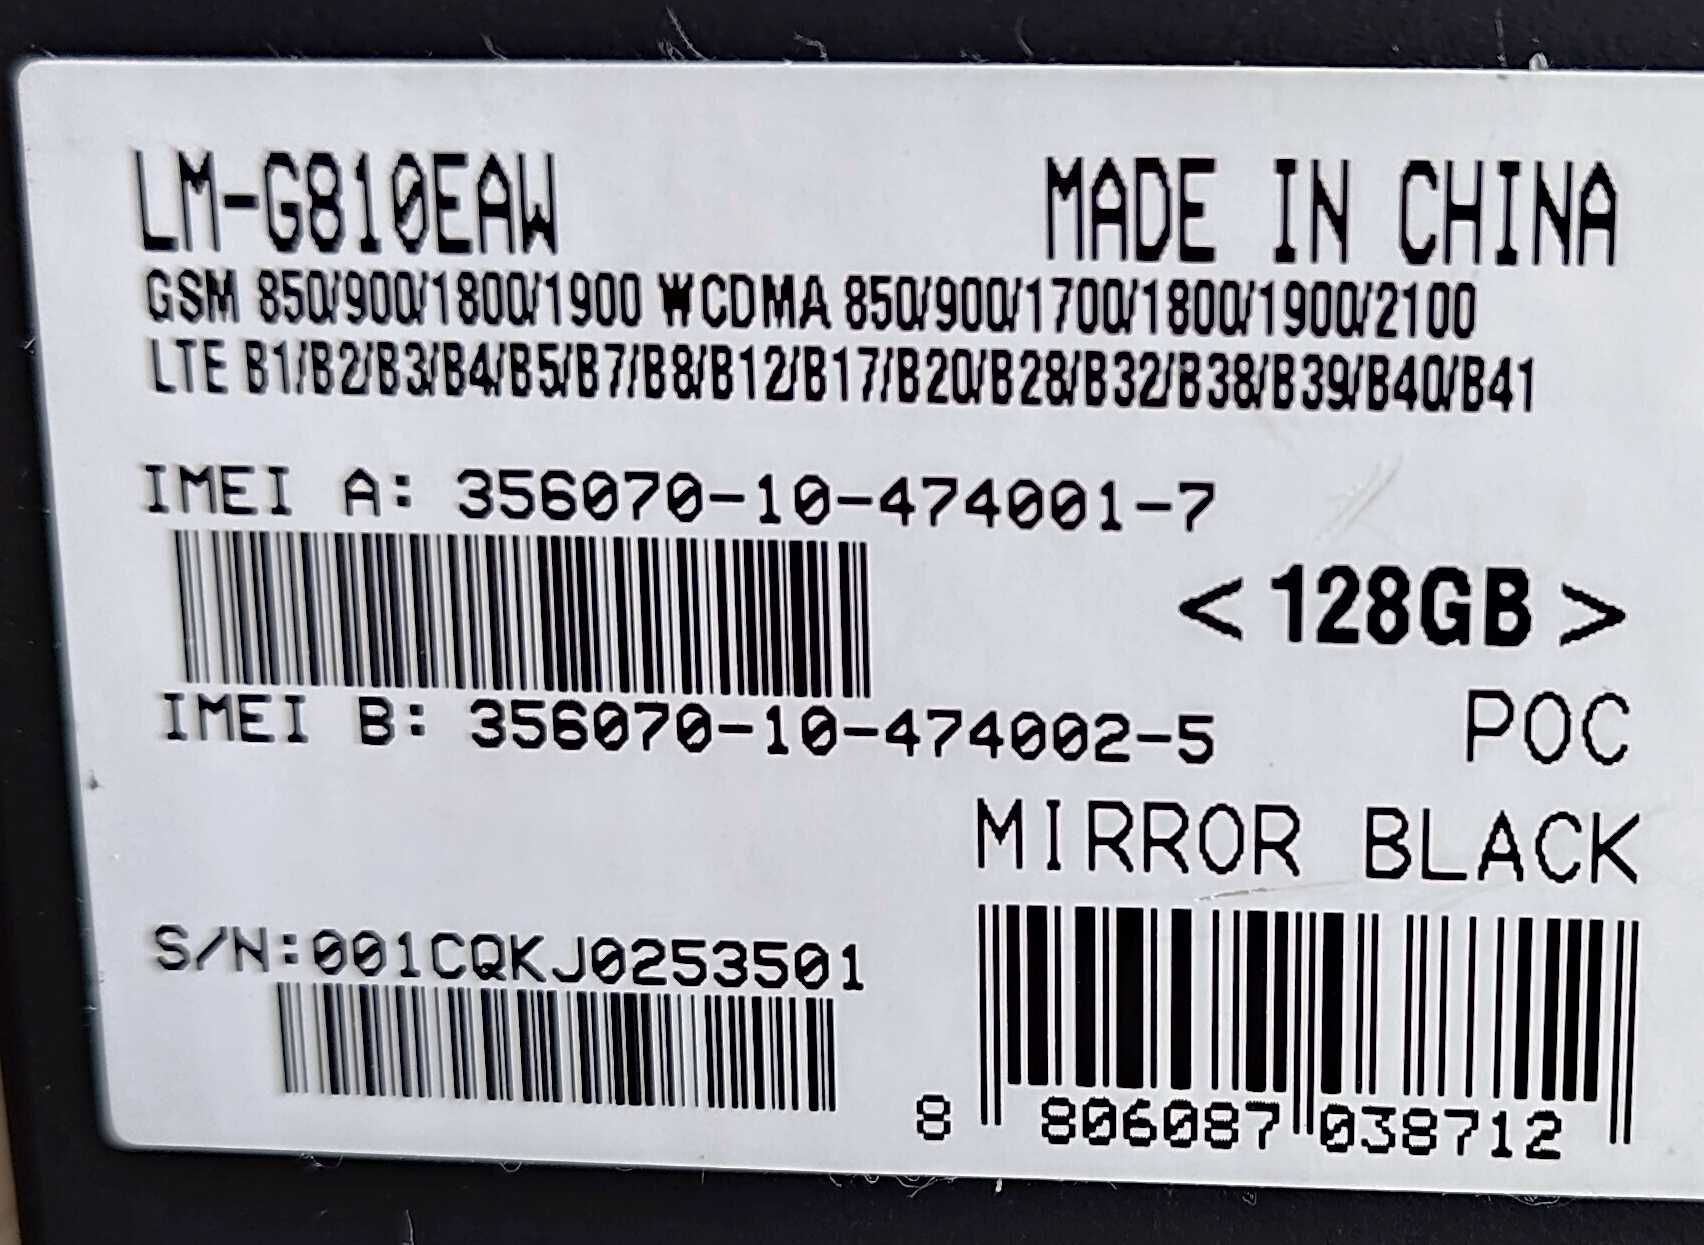 LM-G810EAW MADE IN CHINA
GSM 850/900/1800/1900 WCDMA 850/900/1700/1800/1900/2100
LTE B1/B2/B3/B4/B5/B7/B8/B12/B17/B20/B28/B32/B38/B39/B40/B41
IMEI A: 356070-10-474001-7
<128GB>
IMEI B: 356070-10-474002-5
POC
MIRROR BLACK
S/N:001CQKJ0253501
8 806087 038712